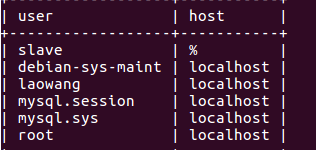 | user | host |
+------------------+-----------+
| slave | % |
| debian-sys-maint | localhost |
| laowang | localhost |
| mysql.session | localhost |
| mysql.sys | localhost |
| root | localhost |